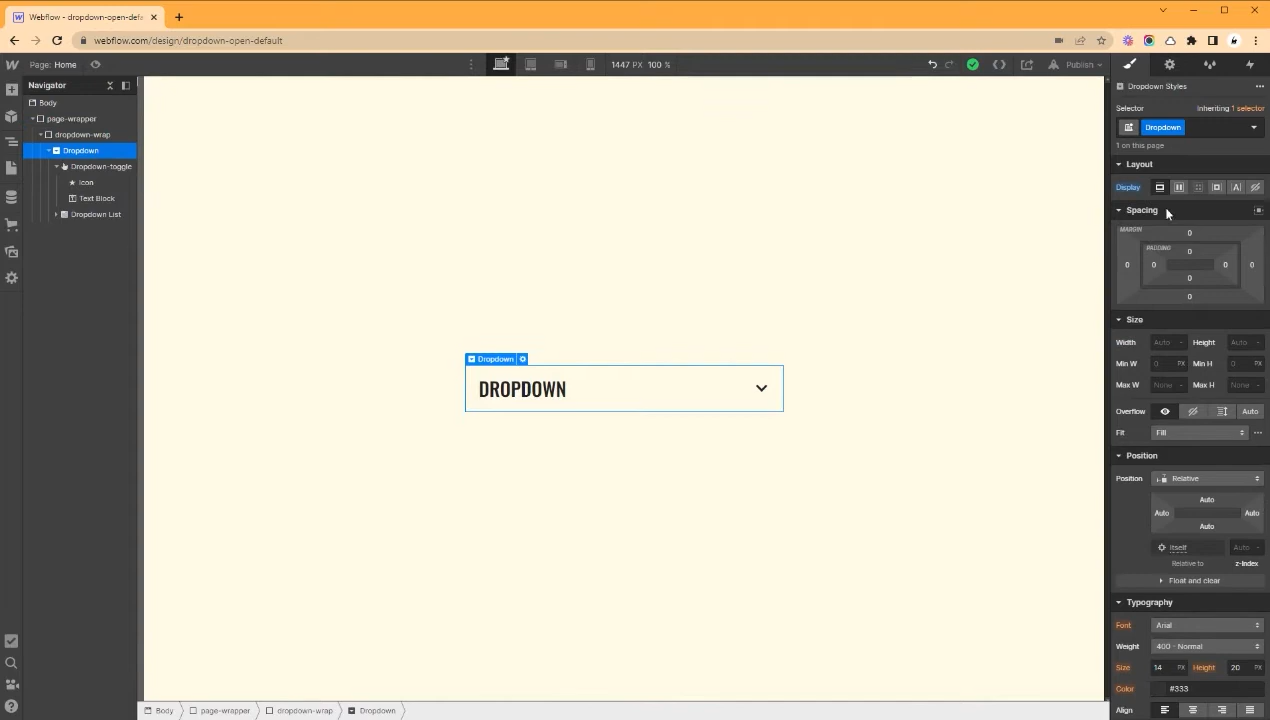 Webflow - dropdown-open-defa
webflow.com/design/dropdown-open-default
Page: Home
1447 PX 100 %
Publish
Navigator
Body
page-wrapper
dropdown-wrap
Dropdown
Dropdown-toggle
Icon
Text Block
Dropdown List
Dropdown
DROPDOWN
Dropdown Styles
Selector Inheriting 1 selector
Dropdown
1 on this page
Layout
Display
Spacing
MARGIN 0
PADDING 0
0 0 0 0
0
0
Size
Width Auto - Height Auto -
Min W 0 PX Min H 0 PX
Max W None - Max H None -
Overflow Auto
Fit Fill
Position
Position Relative
Auto
Auto Auto
Auto
Itself Auto -
Relative to z-Index
Float and clear
Typography
Font Arial
Weight 400 - Normal
Size 14 PX Height 20 PX
Color #333
Align
Body page-wrapper dropdown-wrap Dropdown